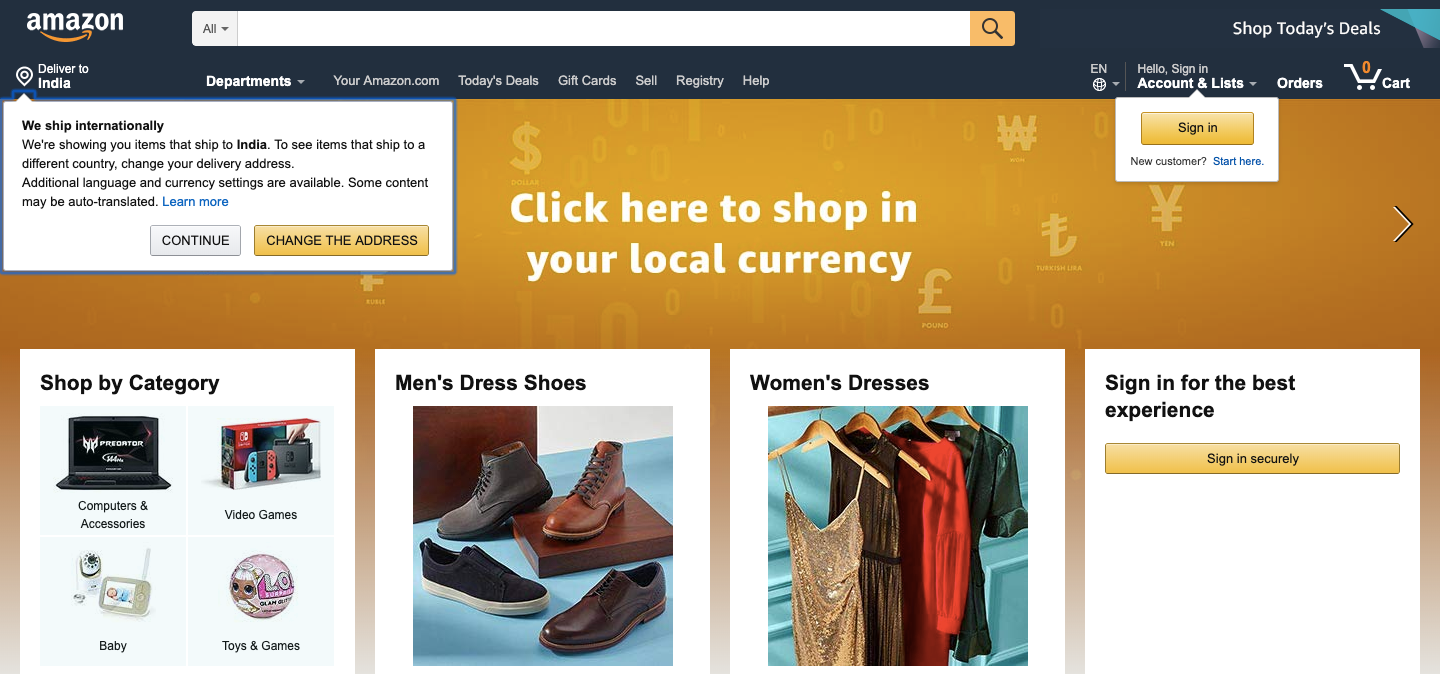 amazon
All
Shop Today's Deals
Deliver to
India
Departments
Your Amazon.com
Today's Deals
Gift Cards
Sell
Registry
Help
EN
Hello, Sign in
Account & Lists
Orders
0
Cart
We ship internationally
We're showing you items that ship to India. To see items that ship to a
different country, change your delivery address.
Additional language and currency settings are available. Some content
may be auto-translated. Learn more
CONTINUE
CHANGE THE ADDRESS
Sign in
New customer? Start here.
$
DOLLAR
₩
WON
Click here to shop in
your local currency
¥
YEN
₺
TURKISH LIRA
£
POUND
RUBLE
Shop by Category
PREDATOR
144Hz
Computers &
Accessories
Video Games
Baby
L.O.L.
SURPRISE
GLAM GLITTER
Toys & Games
Men's Dress Shoes
Women's Dresses
Sign in for the best
experience
Sign in securely